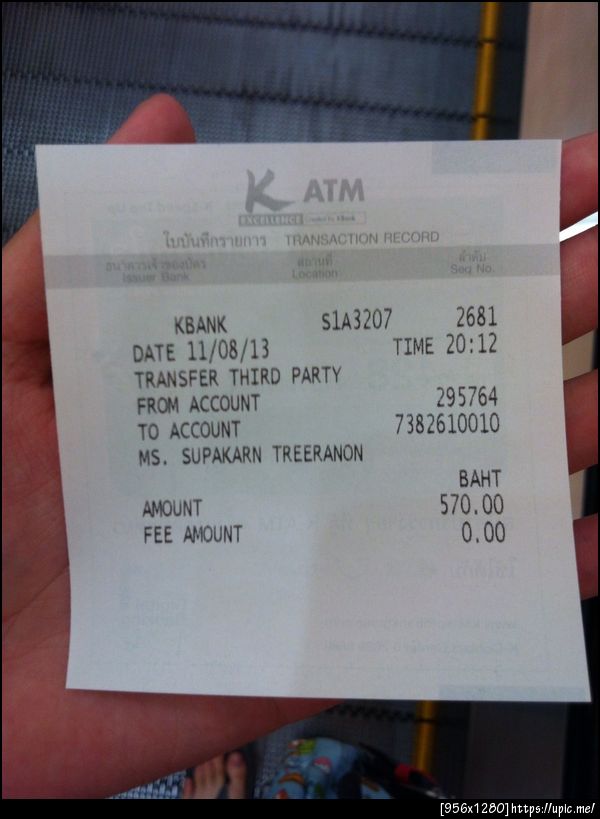 K ATM
EXCELLENCE Created by KBank
ใบบันทึกรายการ TRANSACTION RECORD
ธนาคารเจ้าของบัตร สถานที่ ลำดับ
Issuer Bank Location Seq No.
KBANK S1A3207 2681
DATE 11/08/13 TIME 20:12
TRANSFER THIRD PARTY
FROM ACCOUNT 295764
TO ACCOUNT 7382610010
MS. SUPAKARN TREERANON
BAHT
AMOUNT 570.00
FEE AMOUNT 0.00
[956x1280]https://upic.me/